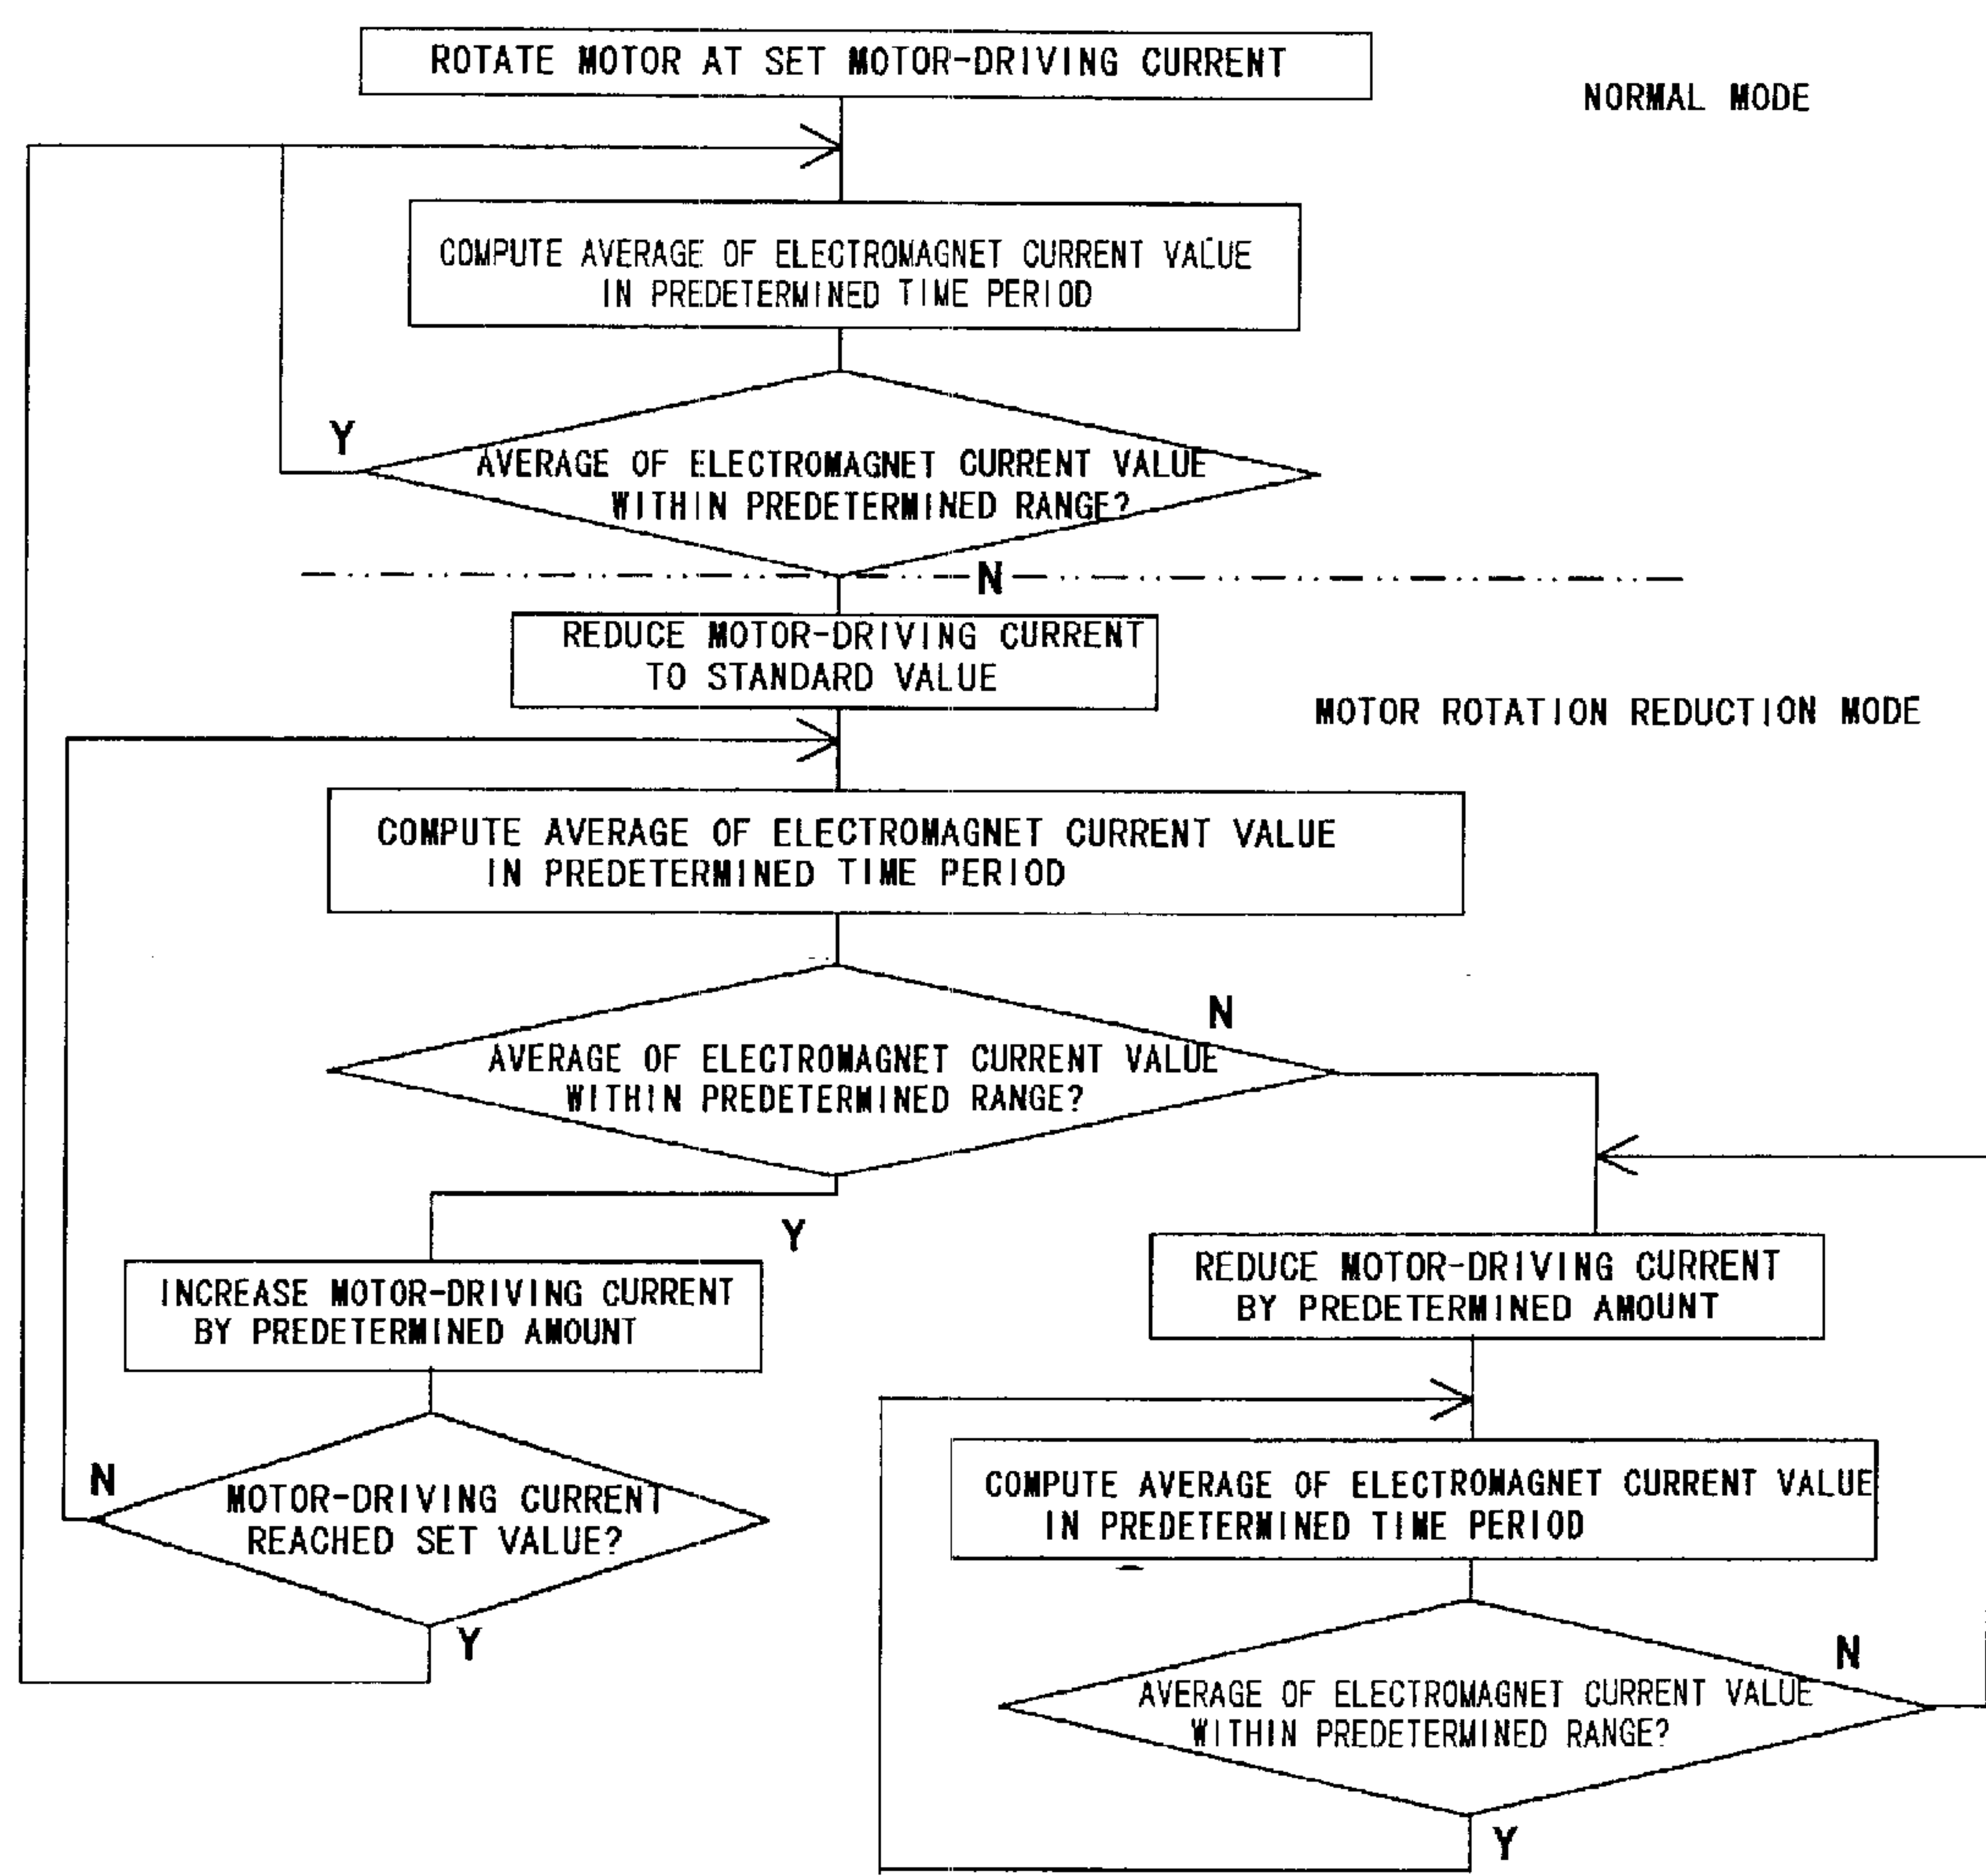 ROTATE MOTOR AT SET MOTOR-DRIVING CURRENT
NORMAL MODE
COMPUTE AVERAGE OF ELECTROMAGNET CURRENT VALUE
IN PREDETERMINED TIME PERIOD
Y
AVERAGE OF ELECTROMAGNET CURRENT VALUE
WITHIN PREDETERMINED RANGE?
N
REDUCE MOTOR-DRIVING CURRENT
TO STANDARD VALUE
MOTOR ROTATION REDUCTION MODE
COMPUTE AVERAGE OF ELECTROMAGNET CURRENT VALUE
IN PREDETERMINED TIME PERIOD
N
AVERAGE OF ELECTROMAGNET CURRENT VALUE
WITHIN PREDETERMINED RANGE?
Y
INCREASE MOTOR-DRIVING CURRENT
BY PREDETERMINED AMOUNT
N
MOTOR-DRIVING CURRENT
REACHED SET VALUE?
Y
REDUCE MOTOR-DRIVING CURRENT
BY PREDETERMINED AMOUNT
COMPUTE AVERAGE OF ELECTROMAGNET CURRENT VALUE
IN PREDETERMINED TIME PERIOD
N
AVERAGE OF ELECTROMAGNET CURRENT VALUE
WITHIN PREDETERMINED RANGE?
Y